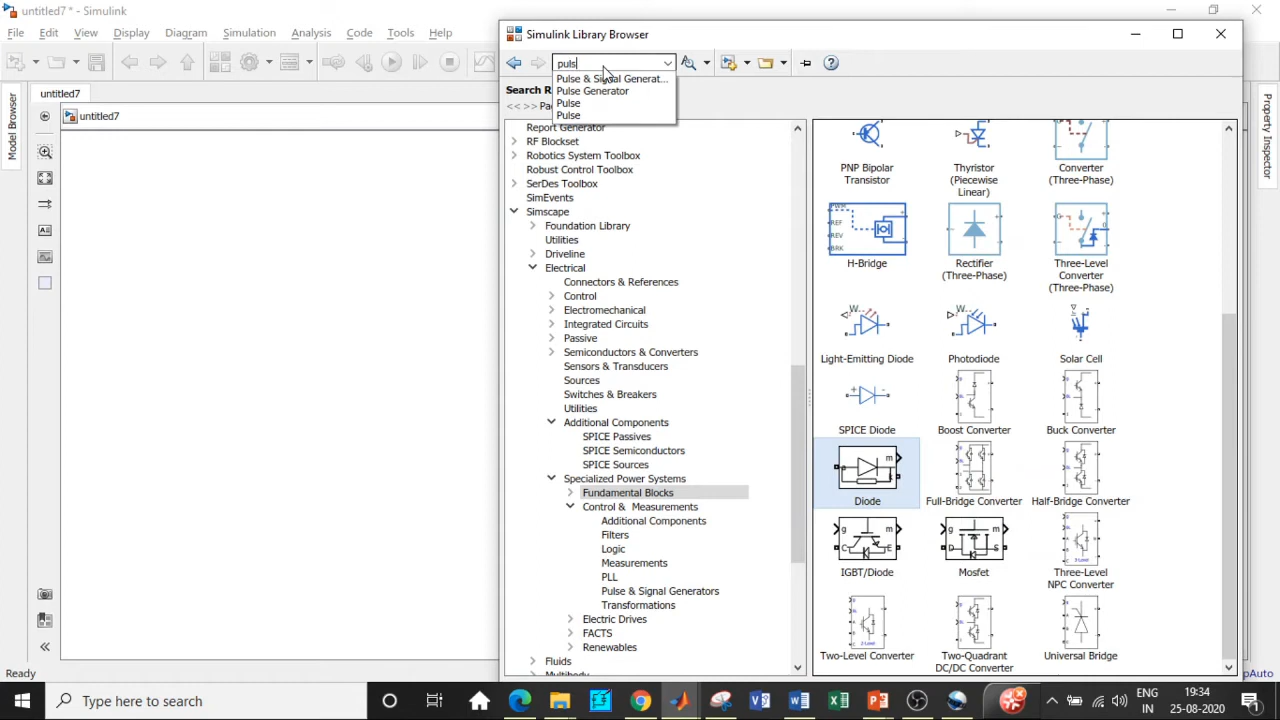 untitled7 * - Simulink
File Edit View Display Diagram Simulation Analysis Code Tools Help
untitled7
untitled7
Model Browser
Ready
Simulink Library Browser
puls
Pulse & Signal Generat...
Pulse Generator
Pulse
Pulse
Search R
<< >> Pa
Report Generator
RF Blockset
Robotics System Toolbox
Robust Control Toolbox
SerDes Toolbox
SimEvents
Simscape
Foundation Library
Utilities
Driveline
Electrical
Connectors & References
Control
Electromechanical
Integrated Circuits
Passive
Semiconductors & Converters
Sensors & Transducers
Sources
Switches & Breakers
Utilities
Additional Components
SPICE Passives
SPICE Semiconductors
SPICE Sources
Specialized Power Systems
Fundamental Blocks
Control & Measurements
Additional Components
Filters
Logic
Measurements
PLL
Pulse & Signal Generators
Transformations
Electric Drives
FACTS
Renewables
Fluids
Multibody
PNP Bipolar
Transistor
Thyristor
(Piecewise
Linear)
Converter
(Three-Phase)
PWM
REF
REV
BRK
H-Bridge
Rectifier
(Three-Phase)
G
Three-Level
Converter
(Three-Phase)
W
Light-Emitting Diode
W
Photodiode
Solar Cell
SPICE Diode
Boost Converter
Buck Converter
a m
Diode
Full-Bridge Converter
Half-Bridge Converter
g m
C E
IGBT/Diode
g m
D S
Mosfet
Three-Level
NPC Converter
Two-Level Converter
Two-Quadrant
DC/DC Converter
Universal Bridge
Property Inspector
pAuto
Type here to search
ENG
IN
19:34
25-08-2020
1